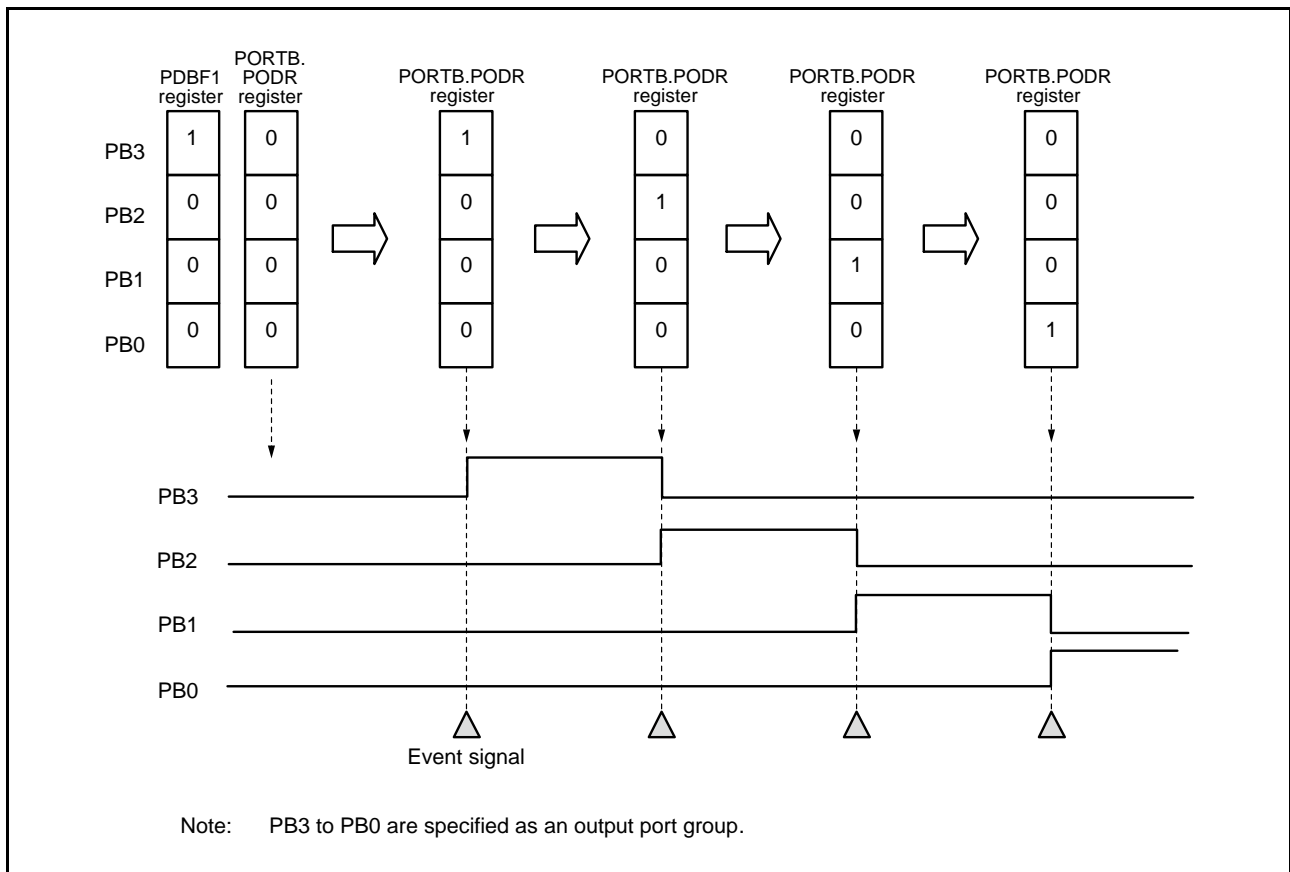 PDBF1
register
PORTB.
PODR
register
PORTB.PODR
register
PORTB.PODR
register
PORTB.PODR
register
PORTB.PODR
register
PB3 1 0 1 0 0 0
PB2 0 0 0 1 0 0
PB1 0 0 0 0 1 0
PB0 0 0 0 0 0 1
PB3
PB2
PB1
PB0
Event signal
Note: PB3 to PB0 are specified as an output port group.